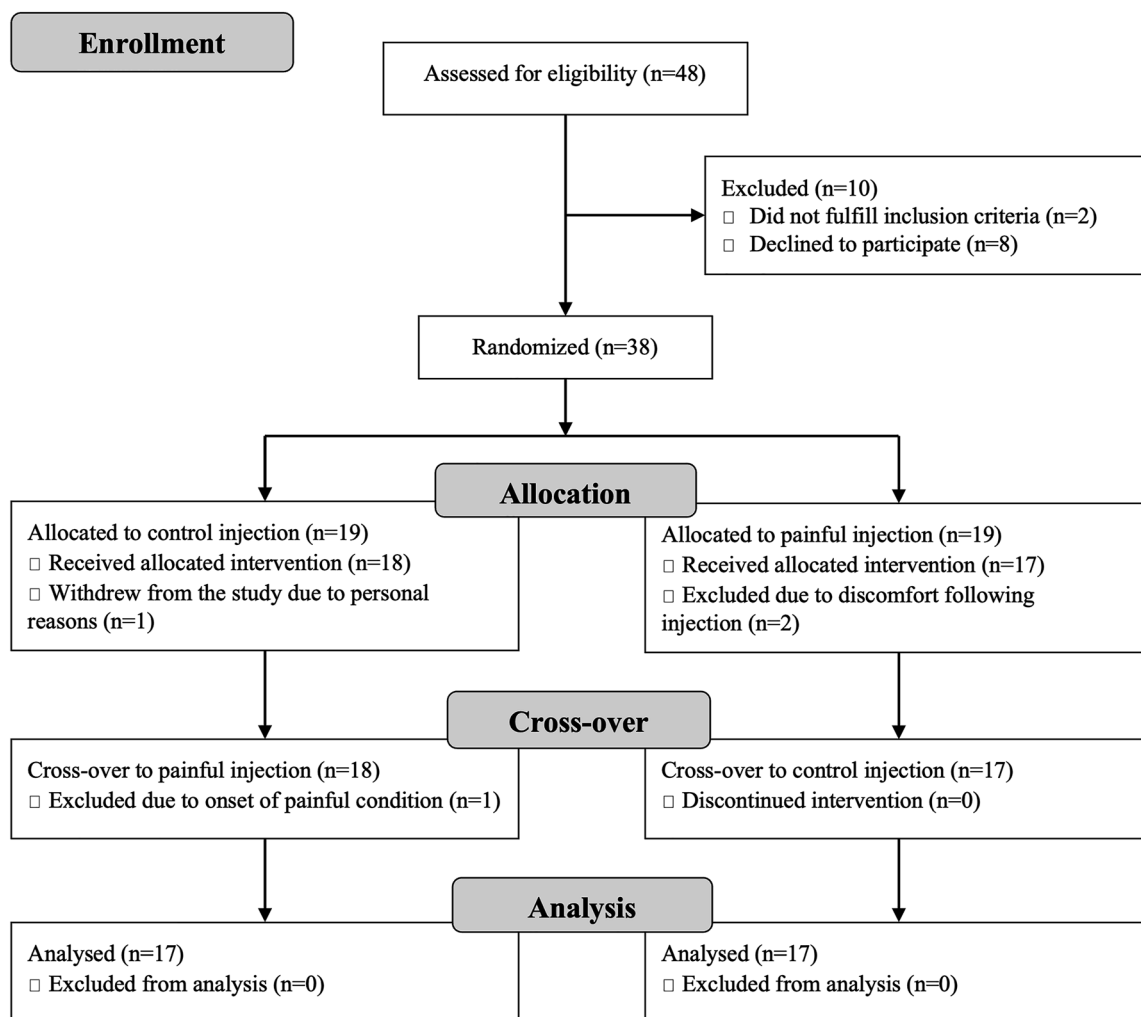 Enrollment
Assessed for eligibility (n=48)
Excluded (n=10)
□ Did not fulfill inclusion criteria (n=2)
□ Declined to participate (n=8)
Randomized (n=38)
Allocation
Allocated to control injection (n=19)
□ Received allocated intervention (n=18)
□ Withdrew from the study due to personal
reasons (n=1)
Allocated to painful injection (n=19)
□ Received allocated intervention (n=17)
□ Excluded due to discomfort following
injection (n=2)
Cross-over
Cross-over to painful injection (n=18)
□ Excluded due to onset of painful condition (n=1)
Cross-over to control injection (n=17)
□ Discontinued intervention (n=0)
Analysis
Analysed (n=17)
□ Excluded from analysis (n=0)
Analysed (n=17)
□ Excluded from analysis (n=0)